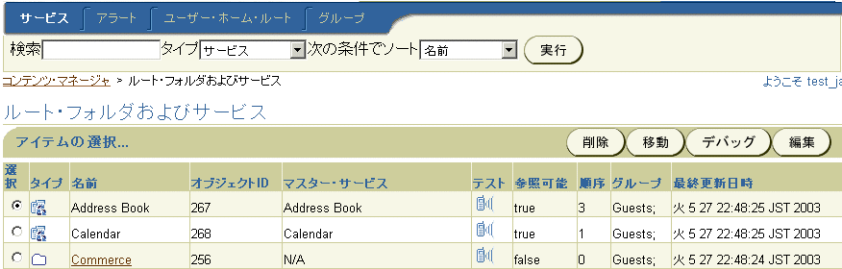 サービス アラート ユーザー・ホーム・ルート グループ
検索 タイプ サービス 次の条件でソート 名前 実行
コンテンツ・マネージャ > ルート・フォルダおよびサービス ようこそ test_ja
ルート・フォルダおよびサービス
アイテムの選択... 削除 移動 デバッグ 編集
選択 タイプ 名前 オブジェクトID マスター・サービス テスト 参照可能 順序 グループ 最終更新日時
Address Book 267 Address Book true 3 Guests; 火 5 27 22:48:25 JST 2003
Calendar 268 Calendar true 1 Guests; 火 5 27 22:48:25 JST 2003
Commerce 256 N/A false 0 Guests; 火 5 27 22:48:24 JST 2003